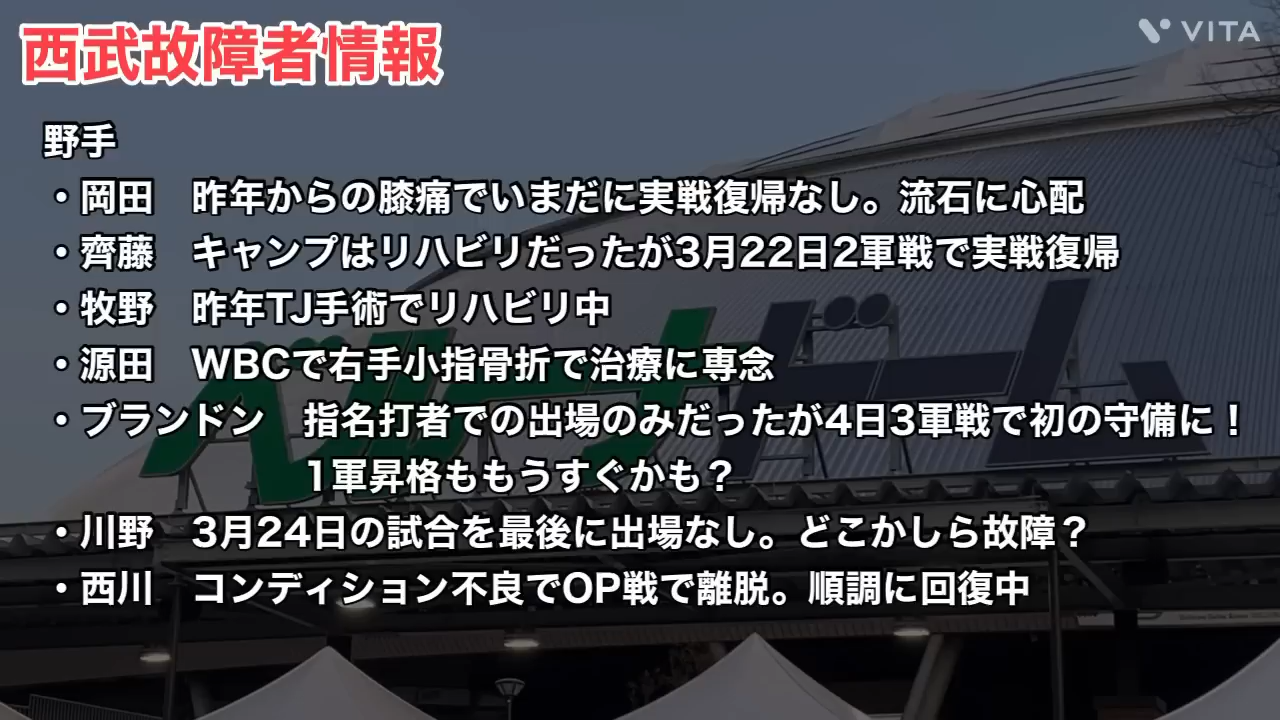 VITA
西武故障者情報
野手
・岡田 昨年からの膝痛でいまだに実戦復帰なし。流石に心配
・齊藤 キャンプはリハビリだったが3月22日2軍戦で実戦復帰
・牧野 昨年TJ手術でリハビリ中
・源田 WBCで右手小指骨折で治療に専念
・ブランドン 指名打者での出場のみだったが4日3軍戦で初の守備に！
1軍昇格ももうすぐかも？
・川野 3月24日の試合を最後に出場なし。どこかしら故障？
・西川 コンディション不良でOP戦で離脱。順調に回復中
ベルーナドーム